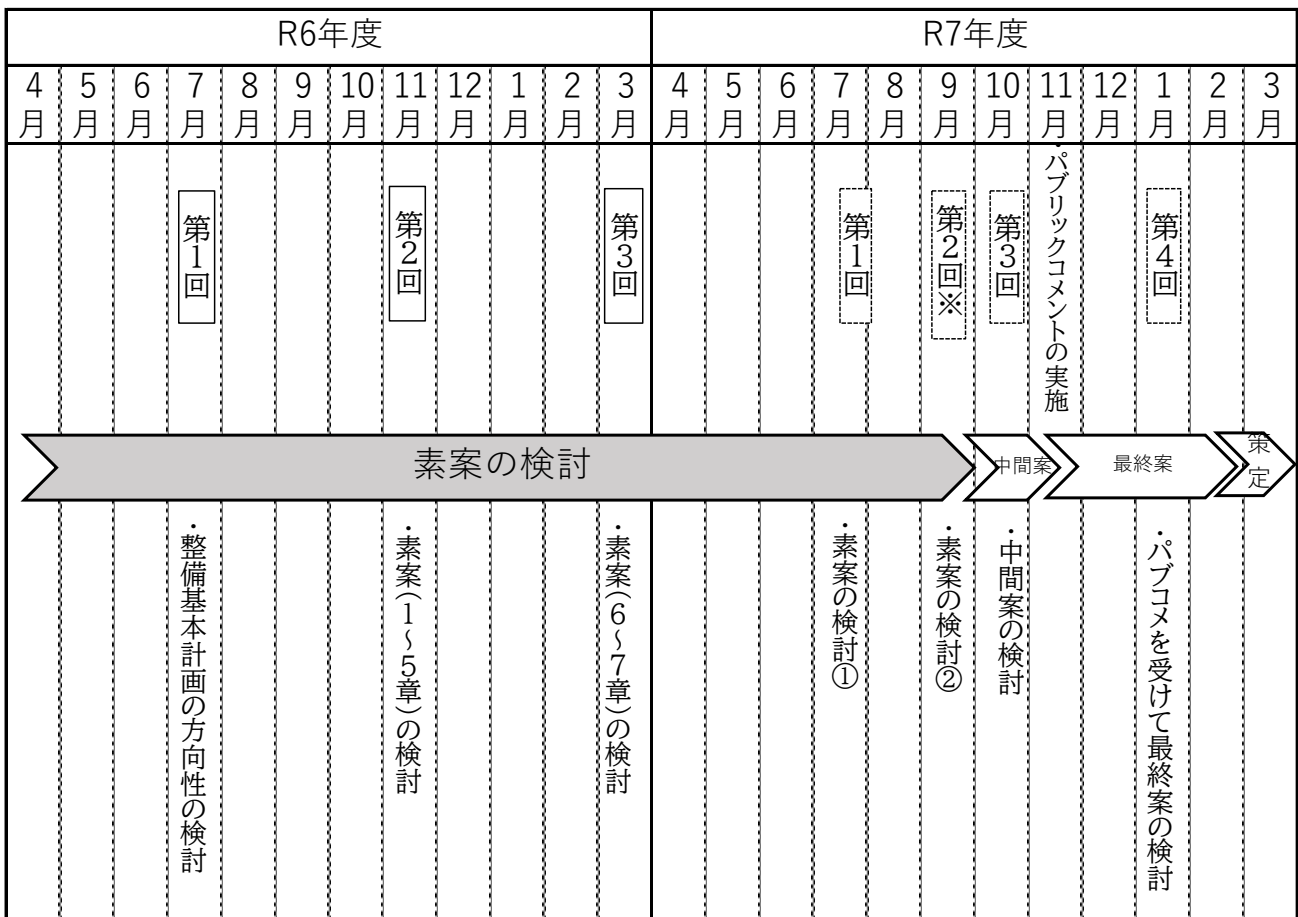 R6年度
R7年度
4月
5月
6月
7月
8月
9月
10月
11月
12月
1月
2月
3月
4月
5月
6月
7月
8月
9月
10月
11月
12月
1月
2月
3月
第1回
第2回
第3回
第1回
第2回※
第3回
・パブリックコメントの実施
第4回
素案の検討
中間案
最終案
策定
・整備基本計画の方向性の検討
・素案(1～5章)の検討
・素案(6～7章)の検討
・素案の検討①
・素案の検討②
・中間案の検討
・パブコメを受けて最終案の検討